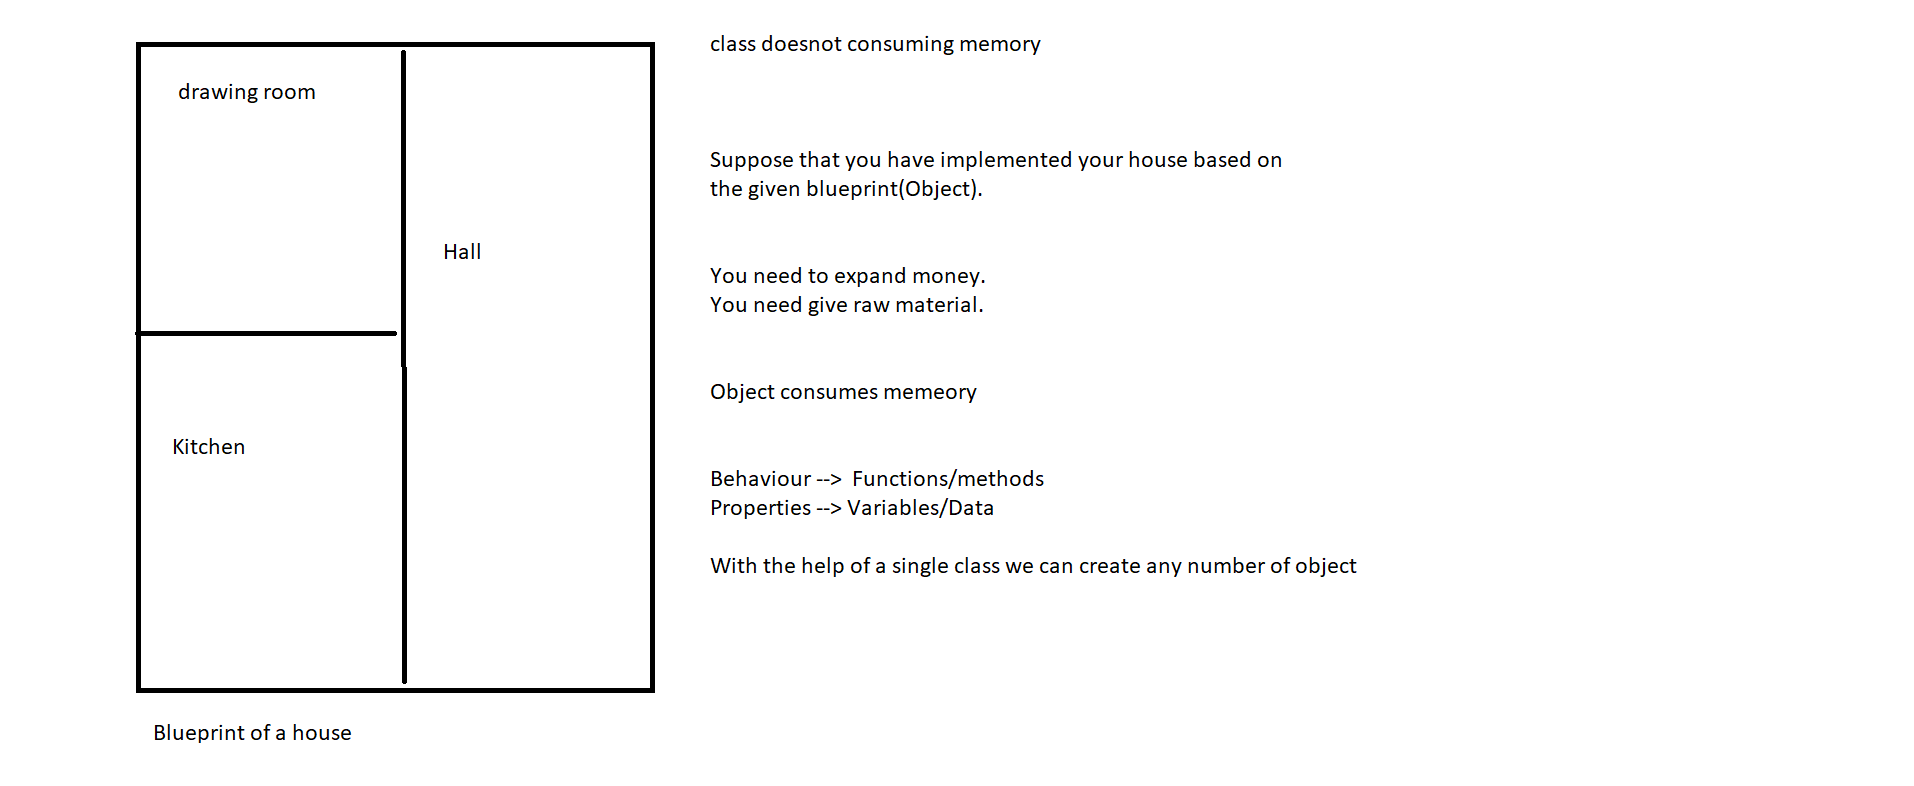 drawing room
Hall
Kitchen
Blueprint of a house
class doesnot consuming memory
Suppose that you have implemented your house based on
the given blueprint(Object).
You need to expand money.
You need give raw material.
Object consumes memeory
Behaviour --> Functions/methods
Properties --> Variables/Data
With the help of a single class we can create any number of object